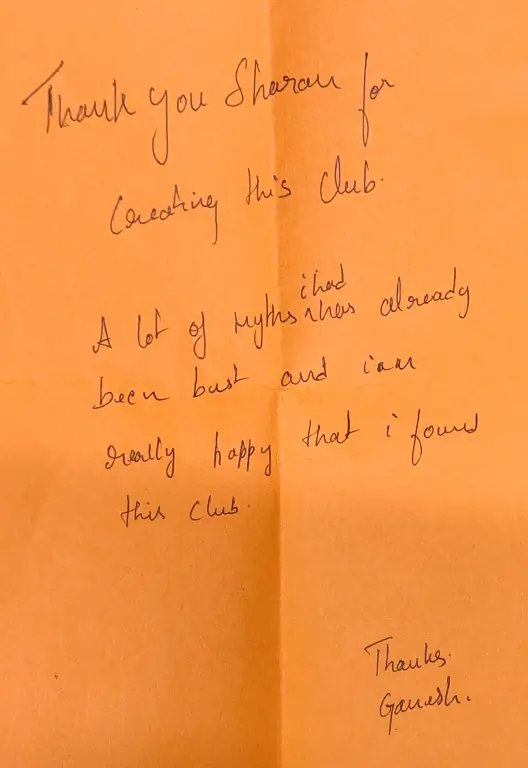 Thank you Sharan for
Creating this Club.
A lot of myths i had has already
been bust and i am
really happy that i found
this Club.
Thanks.
Ganesh.